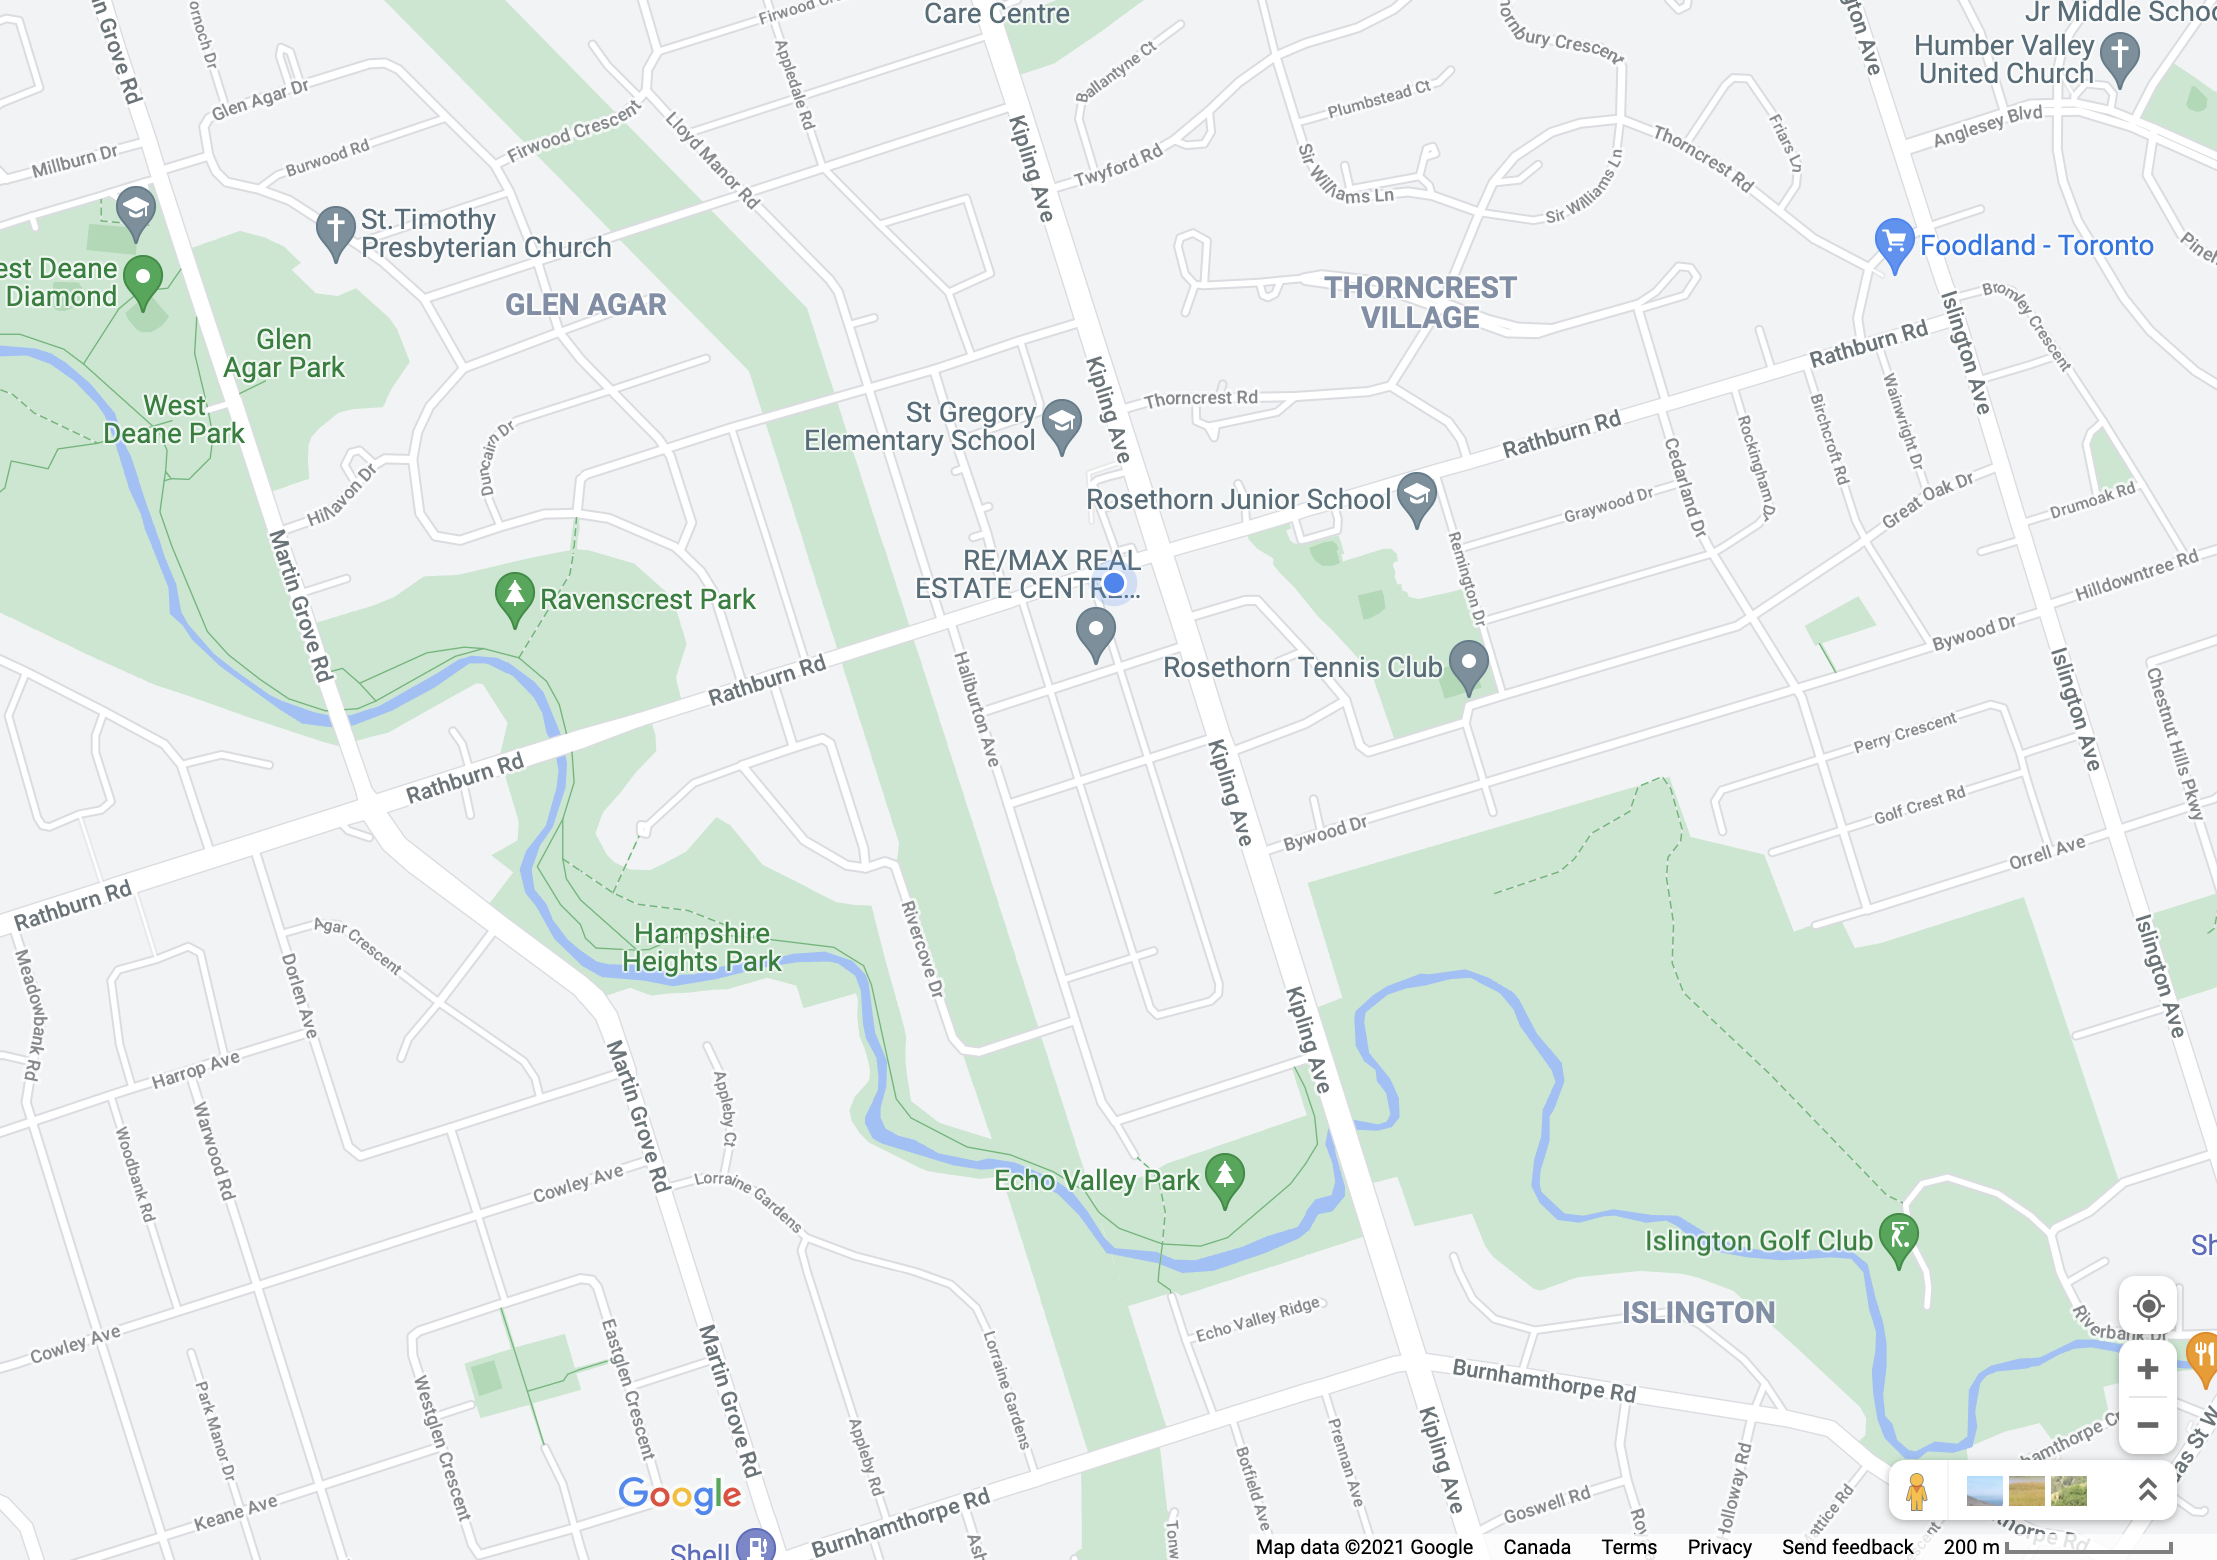 Care Centre
Firwood Cre
Jr Middle Schoo
Humber Valley
United Church
Martin Grove Rd
Glen Agar Dr
Appledale Rd
Ballantyne Ct
Plumbstead Ct
Islington Ave
Anglesey Blvd
Millburn Dr
Burwood Rd
Firwood Crescent
Lloyd Manor Rd
Kipling Ave
Twyford Rd
Sir Williams Ln
Sir Williams Ln
Thorncrest Rd
Friars Ln
St.Timothy
Presbyterian Church
Foodland - Toronto
est Deane
Diamond
GLEN AGAR
THORNCREST
VILLAGE
Glen
Agar Park
Bromley Crescent
Rathburn Rd
Islington Ave
West
Deane Park
St Gregory
Elementary School
Kipling Ave
Thorncrest Rd
Rathburn Rd
Wainwright Dr
Birchcroft Rd
Rockingham Dr
Cedarland Dr
Duncairn Dr
Hillavon Dr
Rosethorn Junior School
Graywood Dr
Great Oak Dr
Drumoak Rd
Martin Grove Rd
RE/MAX REAL
ESTATE CENTRE...
Remington Dr
Hilldowntree Rd
Ravenscrest Park
Rosethorn Tennis Club
Bywood Dr
Rathburn Rd
Haliburton Ave
Islington Ave
Chestnut Hills Pkwy
Rathburn Rd
Kipling Ave
Perry Crescent
Golf Crest Rd
Bywood Dr
Orrell Ave
Rathburn Rd
Agar Crescent
Hampshire
Heights Park
Rivercove Dr
Meadowbank Rd
Dorlen Ave
Islington Ave
Kipling Ave
Harrop Ave
Martin Grove Rd
Appleby Ct
Woodbank Rd
Warwood Rd
Cowley Ave
Lorraine Gardens
Echo Valley Park
Islington Golf Club
Sh
ISLINGTON
Cowley Ave
Eastglen Crescent
Echo Valley Ridge
Riverbank Dr
Westglen Crescent
Park Manor Dr
Martin Grove Rd
Lorraine Gardens
Burnhamthorpe Rd
Appleby Rd
Botfield Ave
Prennan Ave
Kipling Ave
Keane Ave
Google
Burnhamthorpe Rd
Goswell Rd
Holloway Rd
Shell
Map data ©2021 Google Canada Terms Privacy Send feedback 200 m